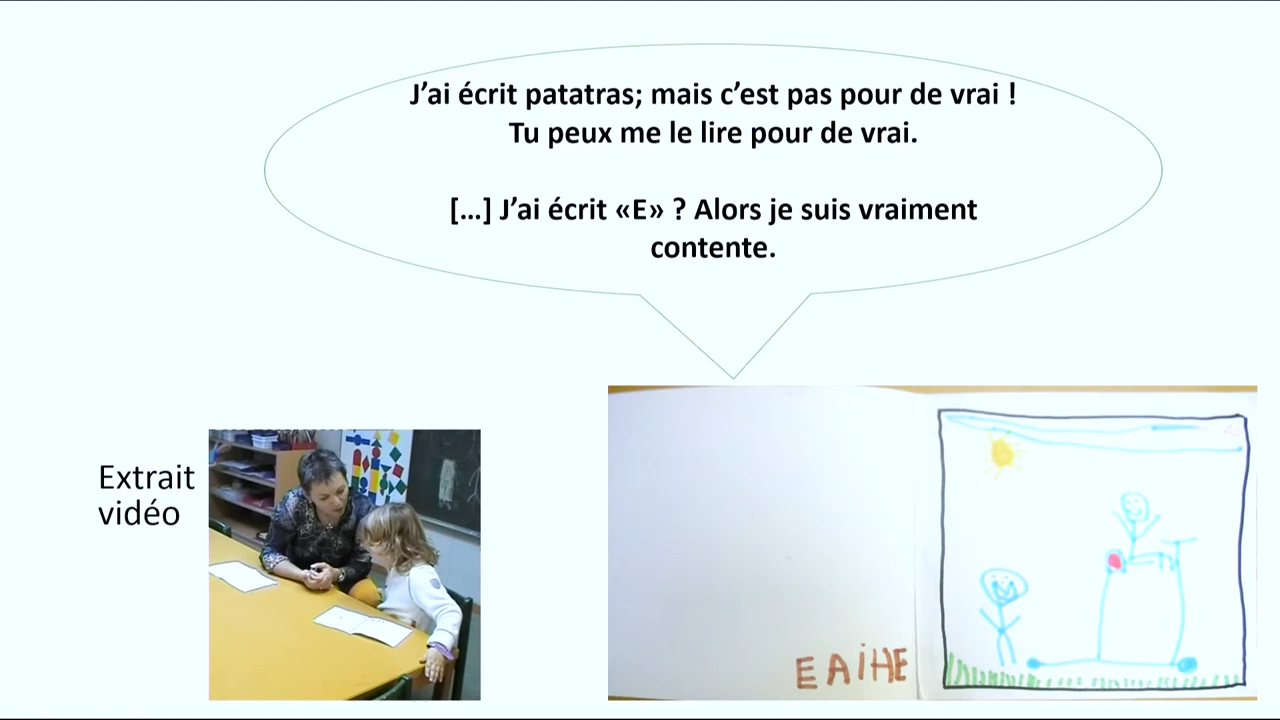 J’ai écrit patatras; mais c’est pas pour de vrai !
Tu peux me le lire pour de vrai.
[…] J’ai écrit «E» ? Alors je suis vraiment
contente.
Extrait
vidéo
E A i H E